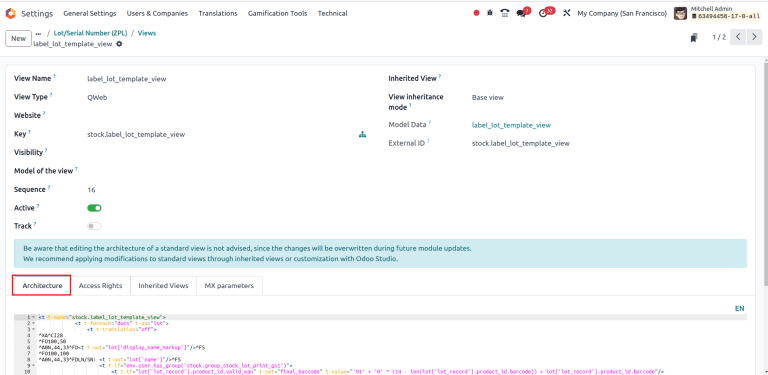 Settings General Settings Users & Companies Translations Gamification Tools Technical 7 32 My Company (San Francisco) Mitchell Admin
63494458-17-0-all
New ... / Lot/Serial Number (ZPL) / Views
label_lot_template_view 1 / 2
View Name ? label_lot_template_view Inherited View ?
View Type ? QWeb View inheritance mode ? Base view
Website ?
Model Data ? label_lot_template_view
Key ? stock.label_lot_template_view
External ID ? stock.label_lot_template_view
Visibility ?
Model of the view ?
Sequence ? 16
Active ?
Track ?
Be aware that editing the architecture of a standard view is not advised, since the changes will be overwritten during future module updates.
We recommend applying modifications to standard views through inherited views or customization with Odoo Studio.
Architecture Access Rights Inherited Views MX parameters
EN
1 <t t-name="stock.label_lot_template_view">
2 <t t-foreach="docs" t-as="lot">
3 <t t-translation="off">
4 ^XA^CI28
5 ^FO100,50
6 ^A0N,44,33^FD<t t-out="lot['display_name_markup']"/>^FS
7 ^FO100,100
8 ^A0N,44,33^FDLN/SN: <t t-out="lot['name']"/>^FS
9 <t t-if="env.user.has_group('stock.group_stock_lot_print_gs1')">
10 <t t-if="lot['lot_record'].product_id.valid_ean" t-set="final_barcode" t-value="'01' + '0' * (14 - len(lot['lot_record'].product_id.barcode)) + lot['lot_record'].product_id.barcode"/>